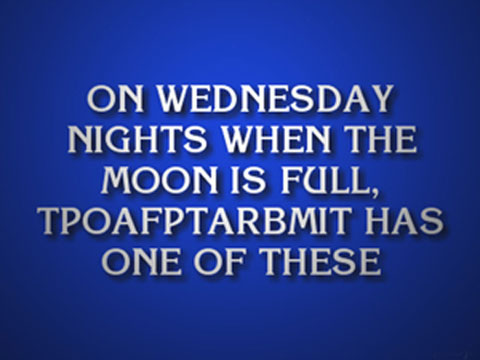 ON WEDNESDAY
NIGHTS WHEN THE
MOON IS FULL,
TPOAFPTARBMIT HAS
ONE OF THESE